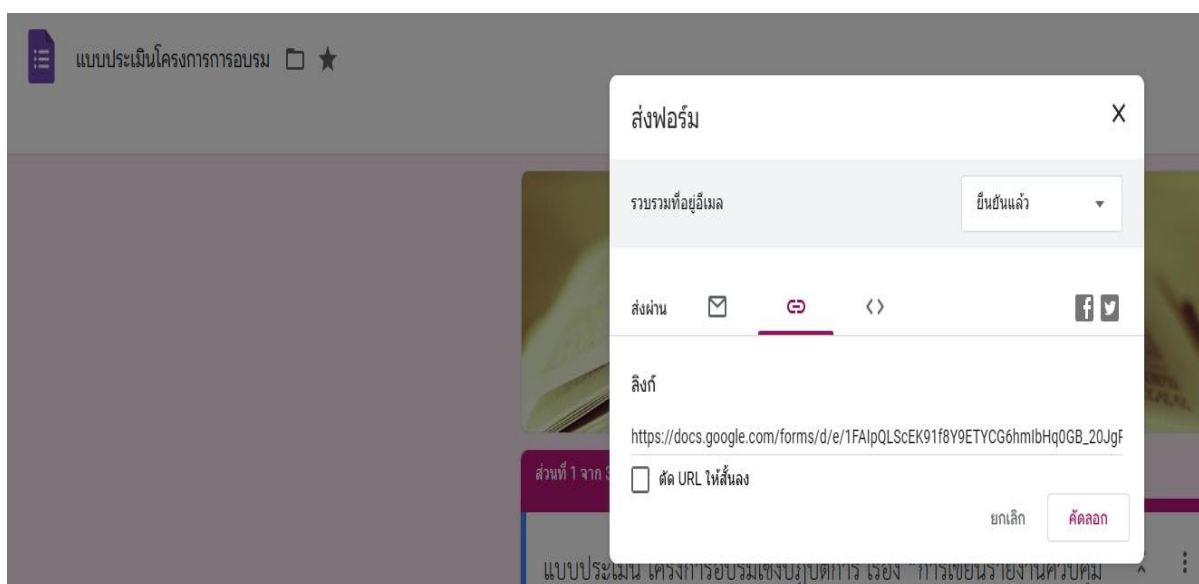 แบบประเมินโครงการการอบรม
ส่งฟอร์ม
รวบรวมที่อยู่อีเมล
ยืนยันแล้ว
ส่งผ่าน
ลิงก์
https://docs.google.com/forms/d/e/1FAIpQLScEK91f8Y9ETYCG6hmIbHq0GB_20JgF
ส่วนที่ 1 จาก 3
ตัด URL ให้สั้นลง
ยกเลิก
คัดลอก
แบบประเมิน โครงการอบรมเชิงปฏิบัติการ เรื่อง "การเขียนรายงานควบคุม